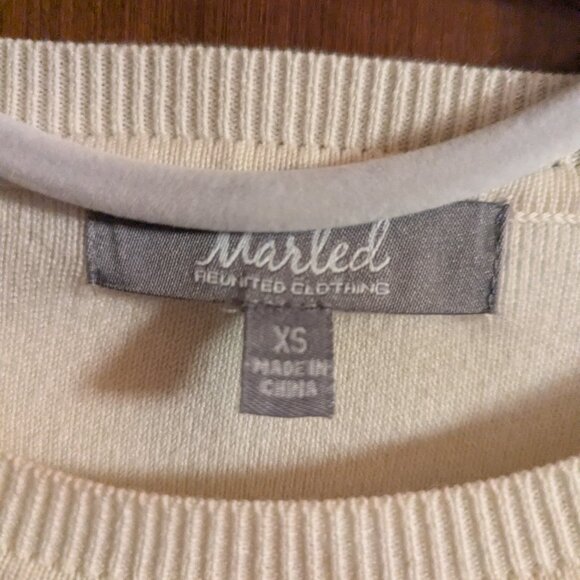 Marled
REUNITED CLOTHING
XS
MADE IN
CHINA